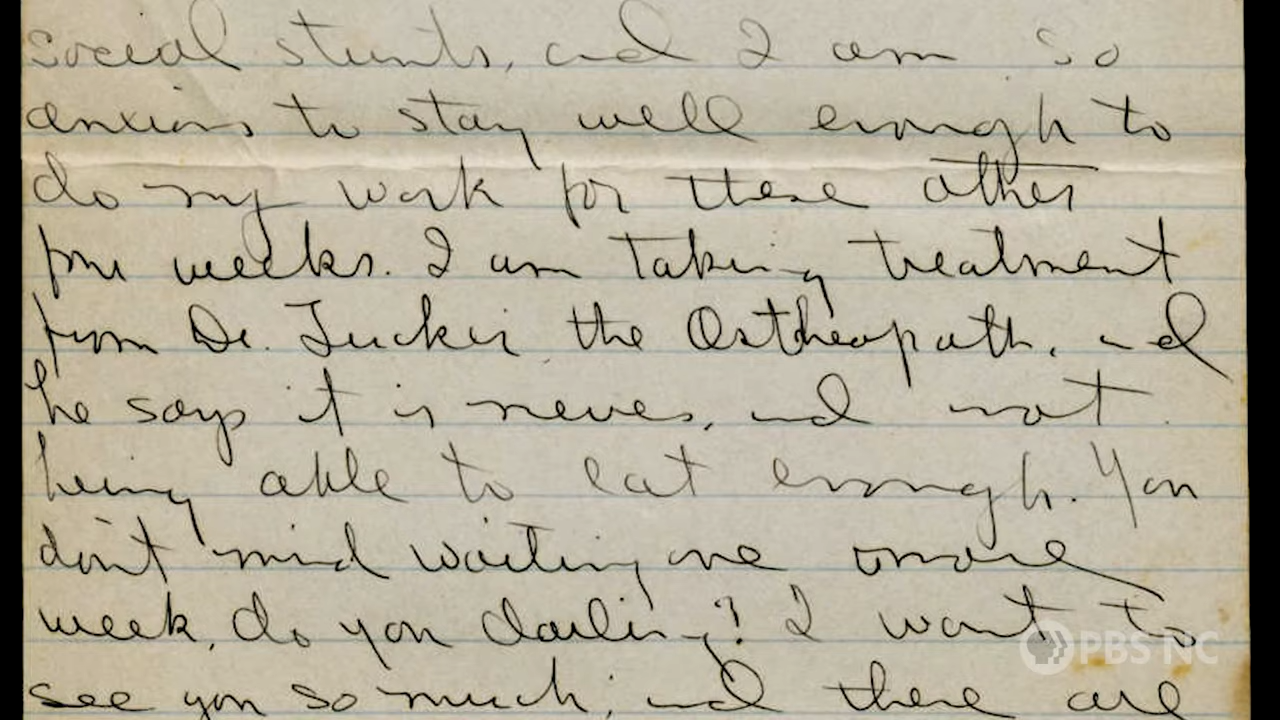 social stunts, and I am so
anxious to stay well enough to
do my work for these other
four weeks. I am taking treatment
from Dr. Tucker the Ostheopath, and
he says it is nerves, and not
being able to eat enough. You
don't mind waiting one more
week, do you darling? I want to
see you so much, and there are
PBS NC